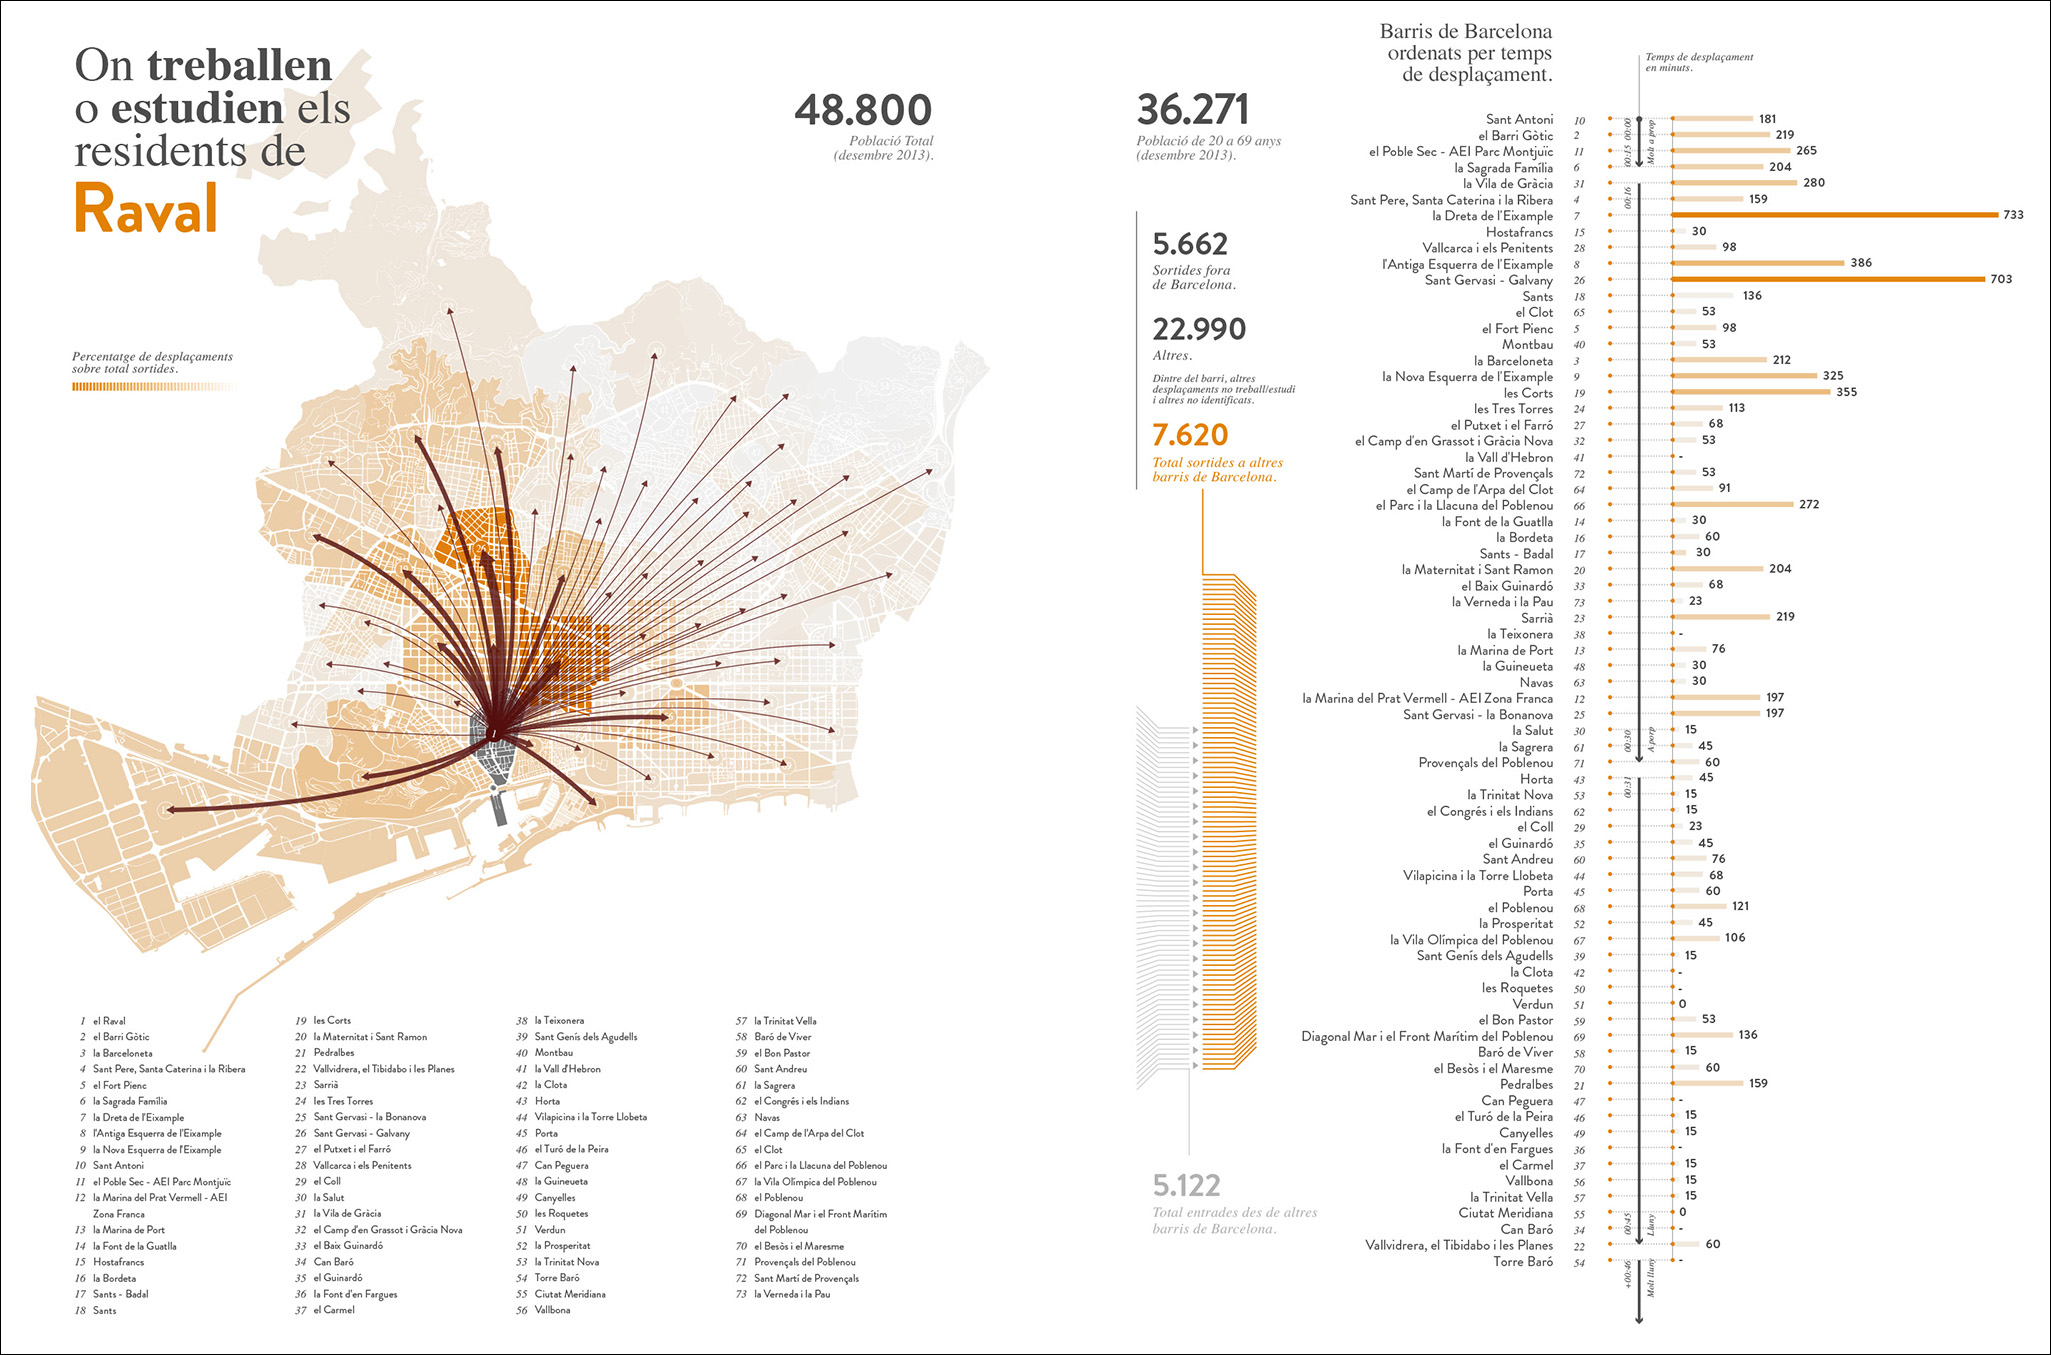 On treballen
o estudien els
residents de
Raval
Percentatge de desplaçaments
sobre total sortides.
48.800
Població Total
(desembre 2013).
36.271
Població de 20 a 69 anys
(desembre 2013).
5.662
Sortides fora
de Barcelona.
22.990
Altres.
Dintre del barri, altres
desplaçaments no treball/estudi
i altres no identificats.
7.620
Total sortides a altres
barris de Barcelona.
5.122
Total entrades des de altres
barris de Barcelona.
Barris de Barcelona
ordenats per temps
de desplaçament.
Temps de desplaçament
en minuts.
Sant Antoni 10 181
el Barri Gòtic 2 219
el Poble Sec - AEI Parc Montjuïc 11 265
la Sagrada Família 6 204
la Vila de Gràcia 31 280
Sant Pere, Santa Caterina i la Ribera 4 159
la Dreta de l'Eixample 7 733
Hostafrancs 15 30
Vallcarca i els Penitents 28 98
l'Antiga Esquerra de l'Eixample 8 386
Sant Gervasi - Galvany 26 703
Sants 18 136
el Clot 65 53
el Fort Pienc 5 98
Montbau 40 53
la Barceloneta 3 212
la Nova Esquerra de l'Eixample 9 325
les Corts 19 355
les Tres Torres 24 113
el Putxet i el Farró 27 68
el Camp d'en Grassot i Gràcia Nova 32 53
la Vall d'Hebron 41 -
Sant Martí de Provençals 72 53
el Camp de l'Arpa del Clot 64 91
el Parc i la Llacuna del Poblenou 66 272
la Font de la Guatlla 14 30
la Bordeta 16 60
Sants - Badal 17 30
la Maternitat i Sant Ramon 20 204
el Baix Guinardó 33 68
la Verneda i la Pau 73 23
Sarrià 23 219
la Teixonera 38 -
la Marina de Port 13 76
la Guineueta 48 30
Navas 63 30
la Marina del Prat Vermell - AEI Zona Franca 12 197
Sant Gervasi - la Bonanova 25 197
la Salut 30 15
la Sagrera 61 45
Provençals del Poblenou 71 60
Horta 43 45
la Trinitat Nova 53 15
el Congrés i els Indians 62 15
el Coll 29 23
el Guinardó 35 45
Sant Andreu 60 76
Vilapicina i la Torre Llobeta 44 68
Porta 45 60
el Poblenou 68 121
la Prosperitat 52 45
la Vila Olímpica del Poblenou 67 106
Sant Genís dels Agudells 39 15
la Clota 42 -
les Roquetes 50 -
Verdun 51 0
el Bon Pastor 59 53
Diagonal Mar i el Front Marítim del Poblenou 69 136
Baró de Viver 58 15
el Besòs i el Maresme 70 60
Pedralbes 21 159
Can Peguera 47 -
el Turó de la Peira 46 15
Canyelles 49 15
la Font d'en Fargues 36 -
el Carmel 37 15
Vallbona 56 15
la Trinitat Vella 57 15
Ciutat Meridiana 55 0
Can Baró 34 -
Vallvidrera, el Tibidabo i les Planes 22 60
Torre Baró 54 -
00:15 00:00
Molt a prop
00:16
00:30
A porp
00:31
00:45
Lluny
+00:46
Molt lluny
1 el Raval
2 el Barri Gòtic
3 la Barceloneta
4 Sant Pere, Santa Caterina i la Ribera
5 el Fort Pienc
6 la Sagrada Família
7 la Dreta de l'Eixample
8 l'Antiga Esquerra de l'Eixample
9 la Nova Esquerra de l'Eixample
10 Sant Antoni
11 el Poble Sec - AEI Parc Montjuïc
12 la Marina del Prat Vermell - AEI
Zona Franca
13 la Marina de Port
14 la Font de la Guatlla
15 Hostafrancs
16 la Bordeta
17 Sants - Badal
18 Sants
19 les Corts
20 la Maternitat i Sant Ramon
21 Pedralbes
22 Vallvidrera, el Tibidabo i les Planes
23 Sarrià
24 les Tres Torres
25 Sant Gervasi - la Bonanova
26 Sant Gervasi - Galvany
27 el Putxet i el Farró
28 Vallcarca i els Penitents
29 el Coll
30 la Salut
31 la Vila de Gràcia
32 el Camp d'en Grassot i Gràcia Nova
33 el Baix Guinardó
34 Can Baró
35 el Guinardó
36 la Font d'en Fargues
37 el Carmel
38 la Teixonera
39 Sant Genís dels Agudells
40 Montbau
41 la Vall d'Hebron
42 la Clota
43 Horta
44 Vilapicina i la Torre Llobeta
45 Porta
46 el Turó de la Peira
47 Can Peguera
48 la Guineueta
49 Canyelles
50 les Roquetes
51 Verdun
52 la Prosperitat
53 la Trinitat Nova
54 Torre Baró
55 Ciutat Meridiana
56 Vallbona
57 la Trinitat Vella
58 Baró de Viver
59 el Bon Pastor
60 Sant Andreu
61 la Sagrera
62 el Congrés i els Indians
63 Navas
64 el Camp de l'Arpa del Clot
65 el Clot
66 el Parc i la Llacuna del Poblenou
67 la Vila Olímpica del Poblenou
68 el Poblenou
69 Diagonal Mar i el Front Marítim
del Poblenou
70 el Besòs i el Maresme
71 Provençals del Poblenou
72 Sant Martí de Provençals
73 la Verneda i la Pau